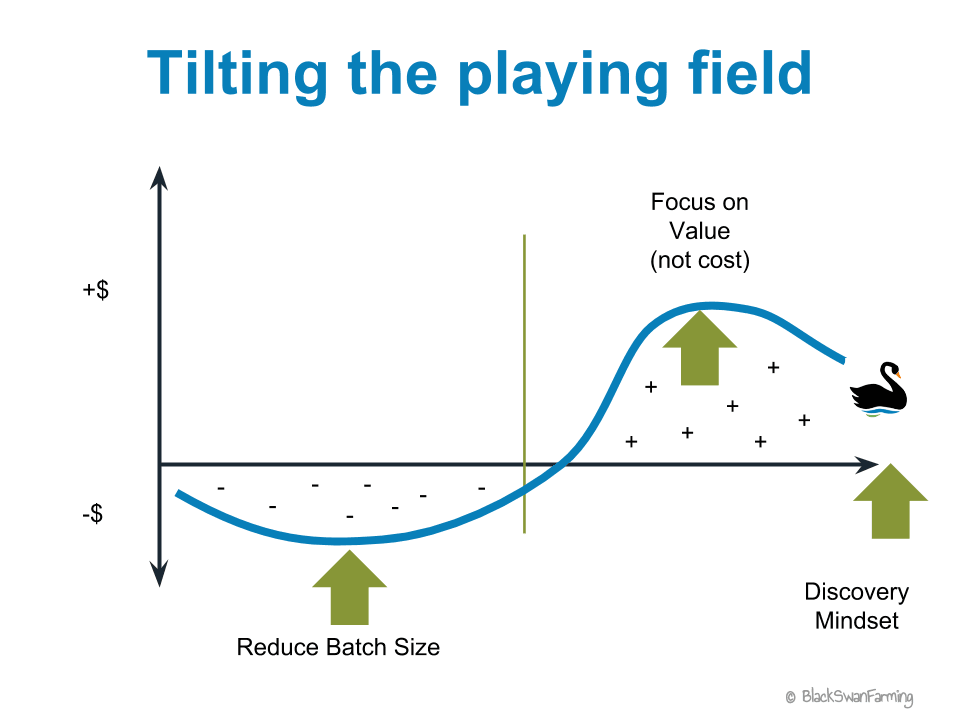 Tilting the playing field
Focus on
Value
(not cost)
+$
+
+
+
+
+
+
+
-
-
-
-
-
-
-
-
-$
Discovery
Mindset
Reduce Batch Size
© BlackSwanFarming